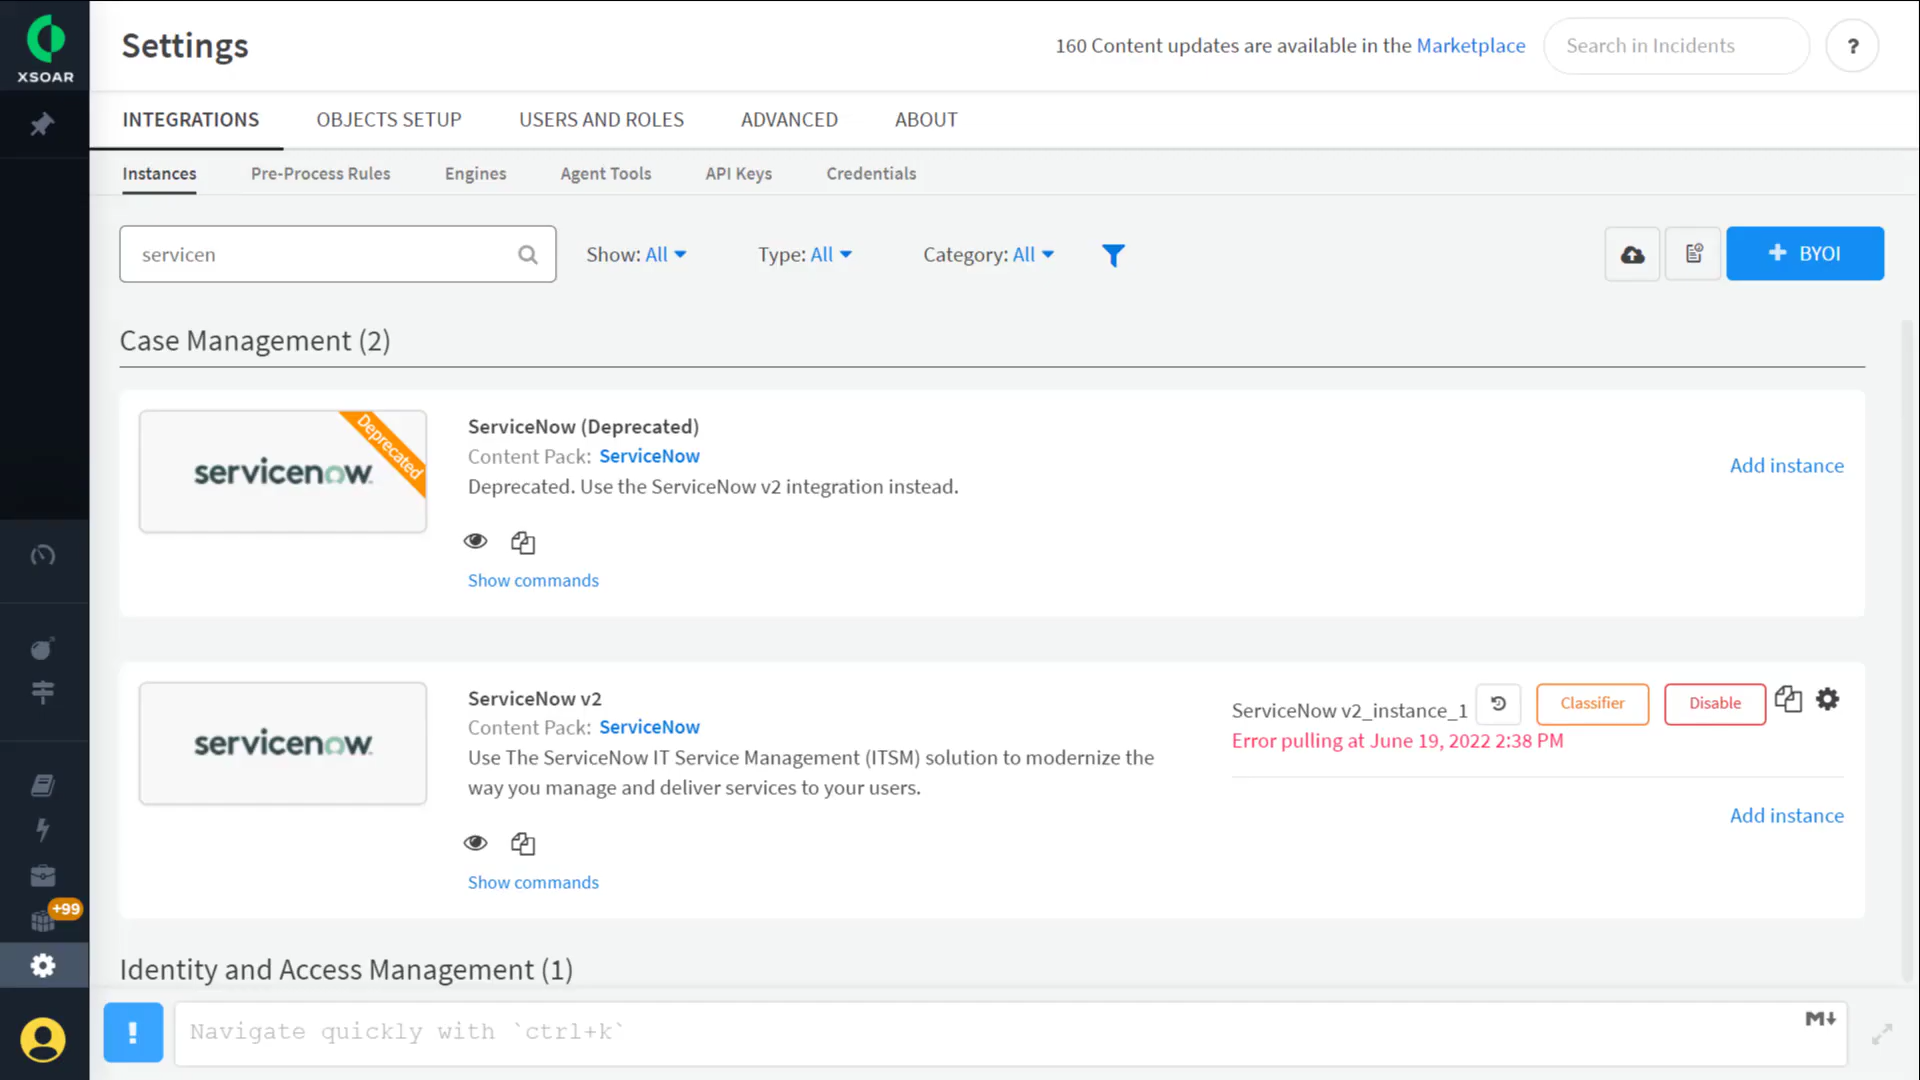 XSOAR
Settings
160 Content updates are available in the Marketplace
Search in Incidents
?
INTEGRATIONS
OBJECTS SETUP
USERS AND ROLES
ADVANCED
ABOUT
Instances
Pre-Process Rules
Engines
Agent Tools
API Keys
Credentials
servicen
Show: All
Type: All
Category: All
+ BYOI
Case Management (2)
servicenow.
Deprecated
ServiceNow (Deprecated)
Content Pack: ServiceNow
Deprecated. Use the ServiceNow v2 integration instead.
Show commands
Add instance
servicenow.
ServiceNow v2
Content Pack: ServiceNow
Use The ServiceNow IT Service Management (ITSM) solution to modernize the
way you manage and deliver services to your users.
Show commands
ServiceNow v2_instance_1
Classifier
Disable
Error pulling at June 19, 2022 2:38 PM
Add instance
+99
Identity and Access Management (1)
!
Navigate quickly with `ctrl+k`
M↓